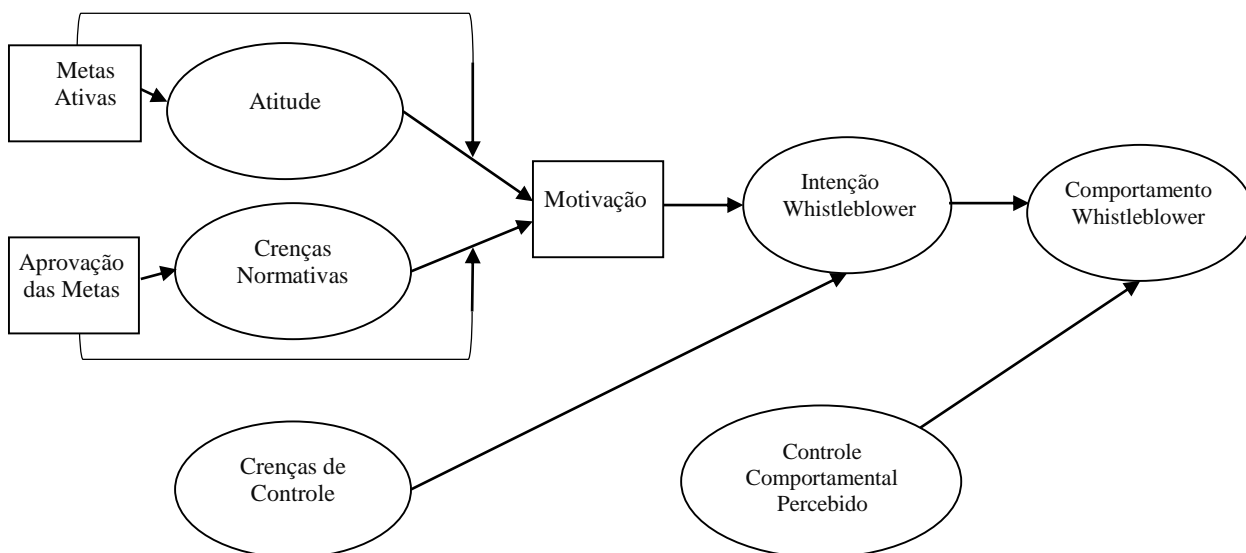 Metas
Ativas
Atitude
Motivação
Intenção
Whistleblower
Comportamento
Whistleblower
Aprovação
das Metas
Crenças
Normativas
Crenças de
Controle
Controle
Comportamental
Percebido